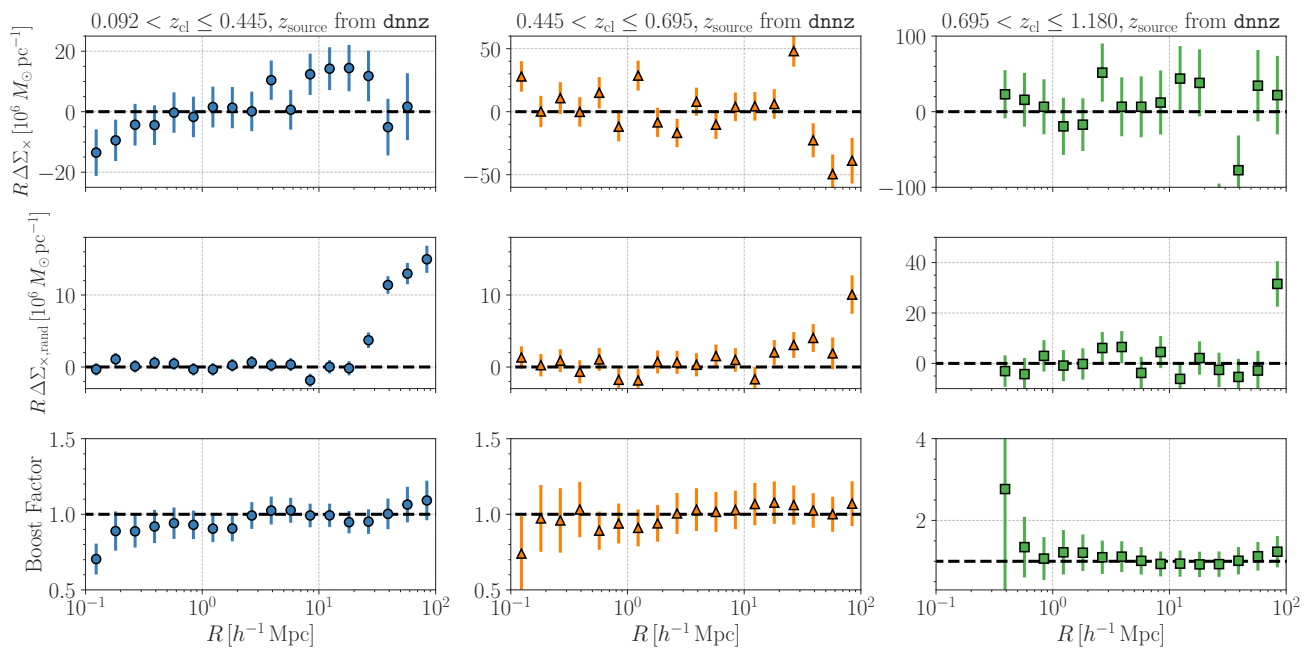 0.092 < z_cl ≤ 0.445, z_source from dnnz
0.445 < z_cl ≤ 0.695, z_source from dnnz
0.695 < z_cl ≤ 1.180, z_source from dnnz
R ΔΣ_× [10^6 M_⊙ pc^−1]
20
0
−20
50
0
−50
100
0
−100
R ΔΣ_×,rand [10^6 M_⊙ pc^−1]
10
0
10
0
40
20
0
Boost Factor
1.5
1.0
0.5
1.5
1.0
0.5
4
2
10^−1 10^0 10^1 10^2
10^−1 10^0 10^1 10^2
10^−1 10^0 10^1 10^2
R [h^−1 Mpc]
R [h^−1 Mpc]
R [h^−1 Mpc]